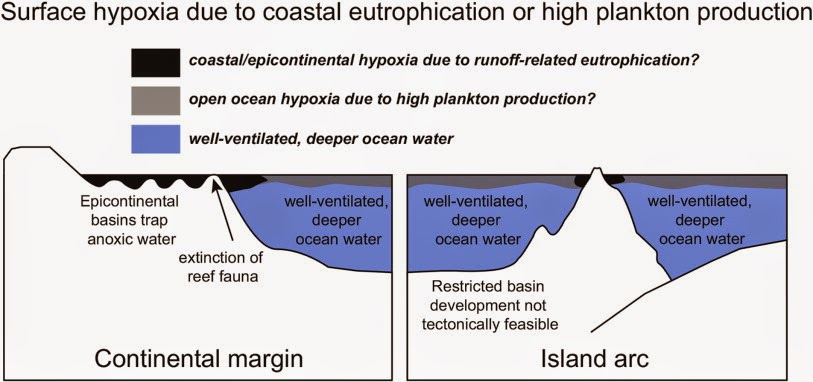 Surface hypoxia due to coastal eutrophication or high plankton production
coastal/epicontinental hypoxia due to runoff-related eutrophication?
open ocean hypoxia due to high plankton production?
well-ventilated, deeper ocean water
Epicontinental
basins trap
anoxic water
extinction of
reef fauna
well-ventilated,
deeper
ocean water
Continental margin
well-ventilated,
deeper
ocean water
well-ventilated,
deeper
ocean water
Restricted basin
development not
tectonically feasible
Island arc